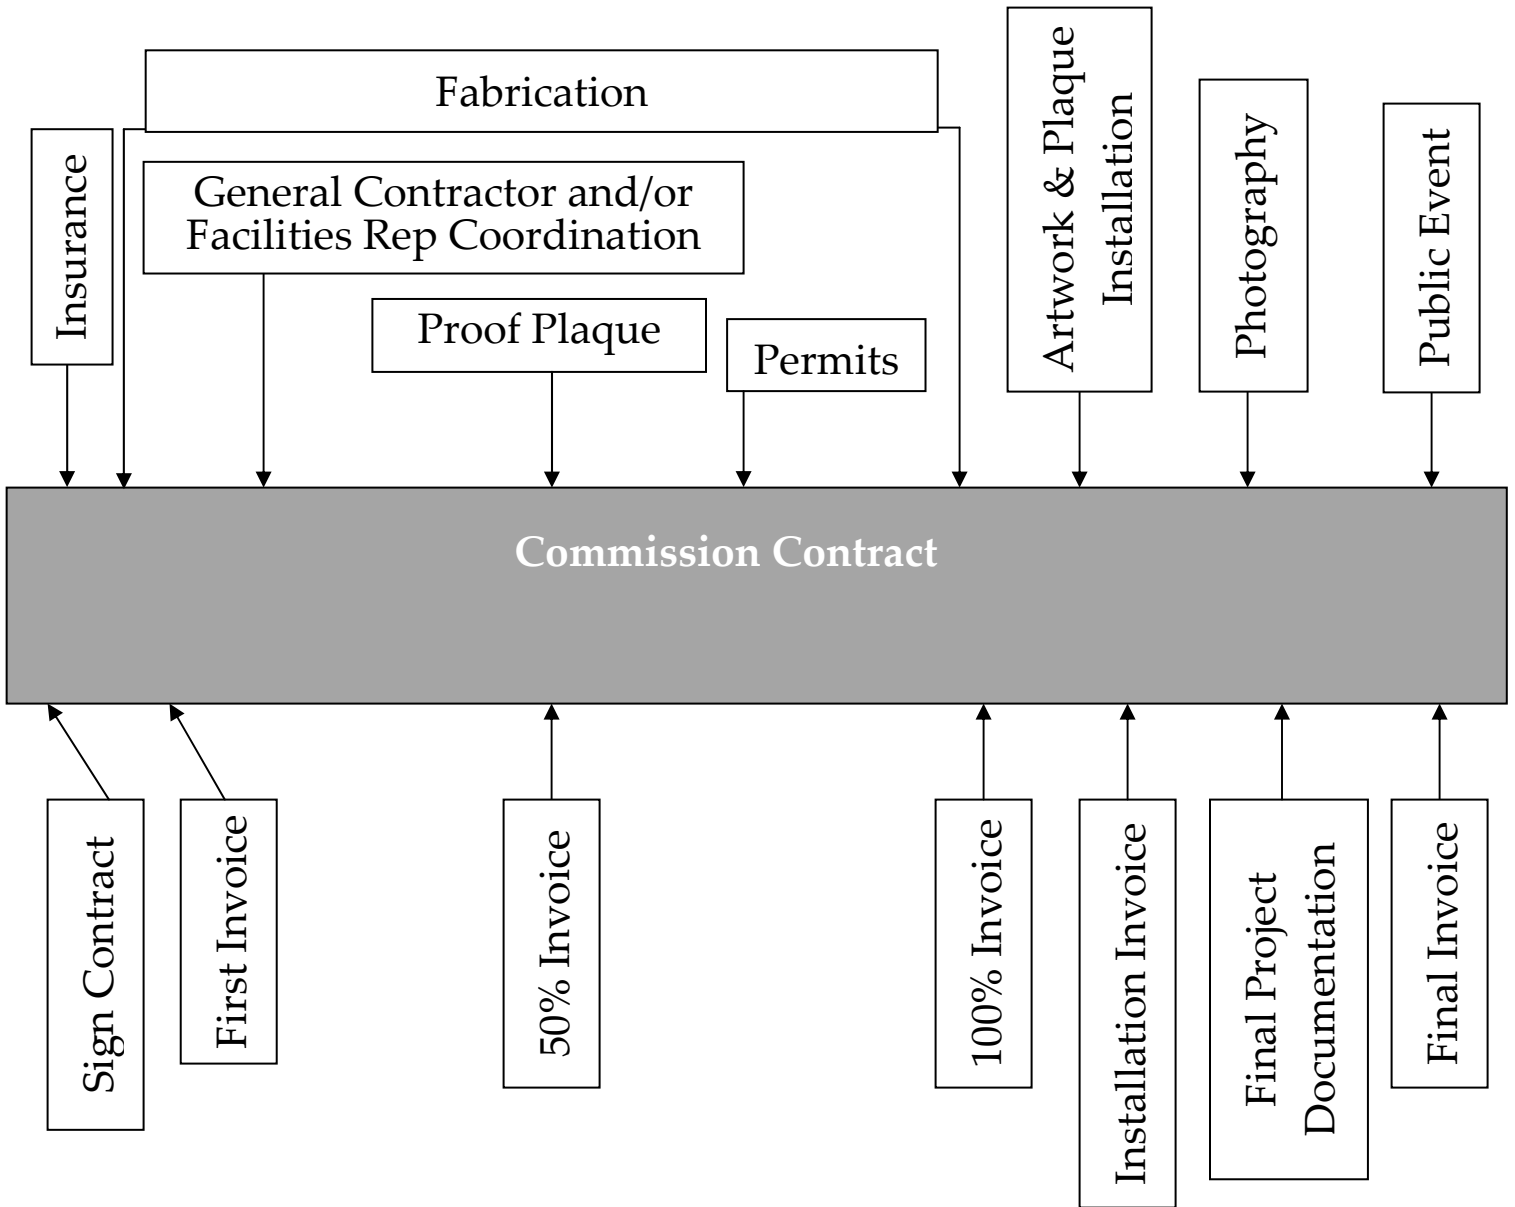 Fabrication
Insurance
General Contractor and/or
Facilities Rep Coordination
Proof Plaque
Permits
Artwork & Plaque
Installation
Photography
Public Event
Commission Contract
Sign Contract
First Invoice
50% Invoice
100% Invoice
Installation Invoice
Final Project
Documentation
Final Invoice